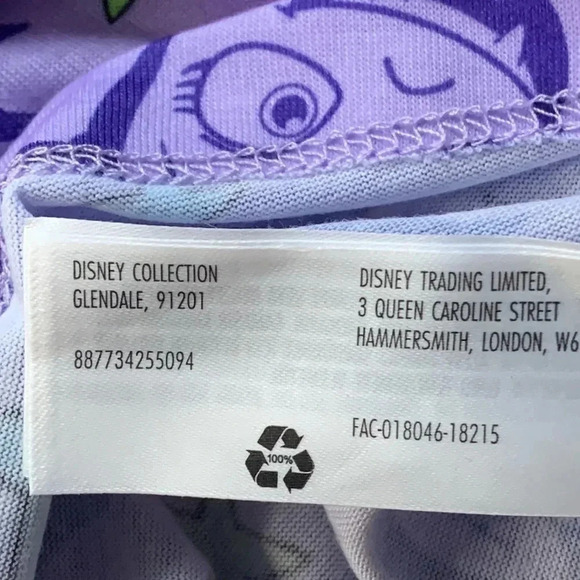 DISNEY COLLECTION
GLENDALE, 91201
887734255094
100%
DISNEY TRADING LIMITED,
3 QUEEN CAROLINE STREET
HAMMERSMITH, LONDON, W6
FAC-018046-18215